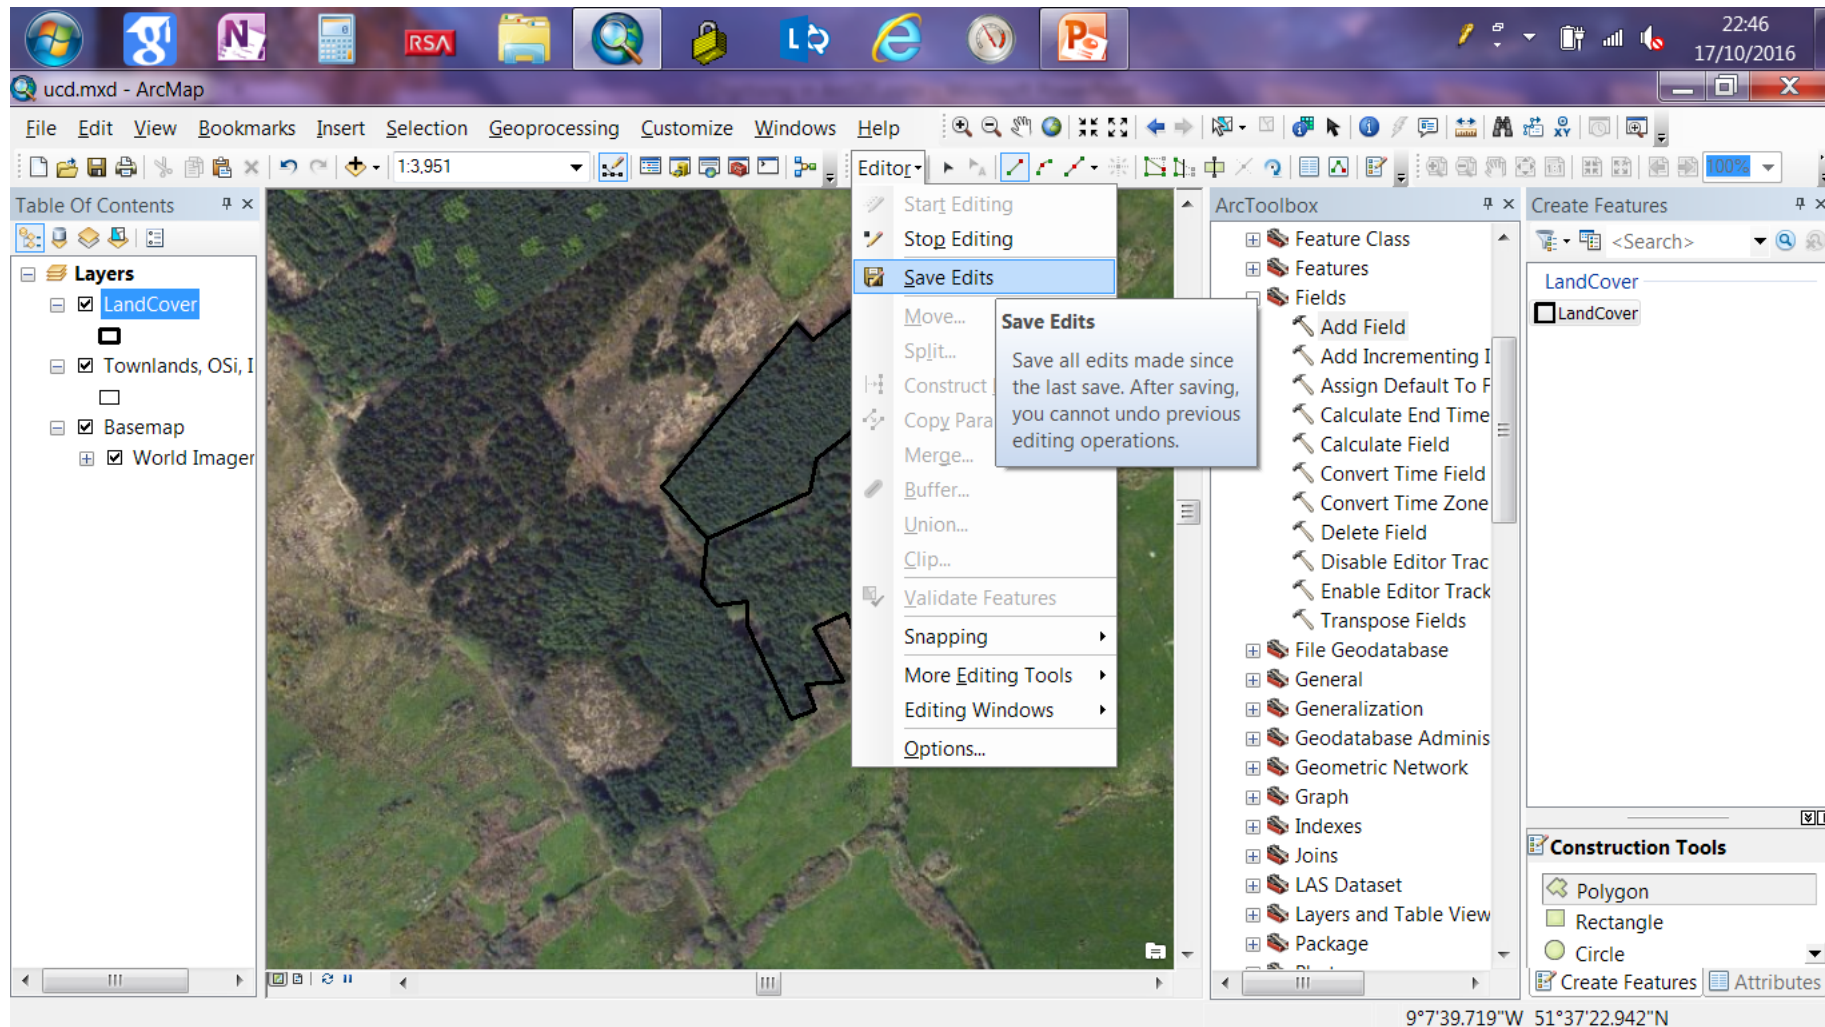 22:46
17/10/2016
RSA
ucd.mxd - ArcMap
File Edit View Bookmarks Insert Selection Geoprocessing Customize Windows Help
1:3,951
Editor
100%
Table Of Contents
Layers
LandCover
Townlands, OSi, I
Basemap
World Imager
Start Editing
Stop Editing
Save Edits
Move...
Split...
Construct
Copy Para
Merge...
Buffer...
Union...
Clip...
Validate Features
Snapping
More Editing Tools
Editing Windows
Options...
Save Edits
Save all edits made since
the last save. After saving,
you cannot undo previous
editing operations.
ArcToolbox
Feature Class
Features
Fields
Add Field
Add Incrementing I
Assign Default To F
Calculate End Time
Calculate Field
Convert Time Field
Convert Time Zone
Delete Field
Disable Editor Trac
Enable Editor Track
Transpose Fields
File Geodatabase
General
Generalization
Geodatabase Adminis
Geometric Network
Graph
Indexes
Joins
LAS Dataset
Layers and Table View
Package
Create Features
<Search>
LandCover
LandCover
Construction Tools
Polygon
Rectangle
Circle
Create Features Attributes
9°7'39.719"W 51°37'22.942"N